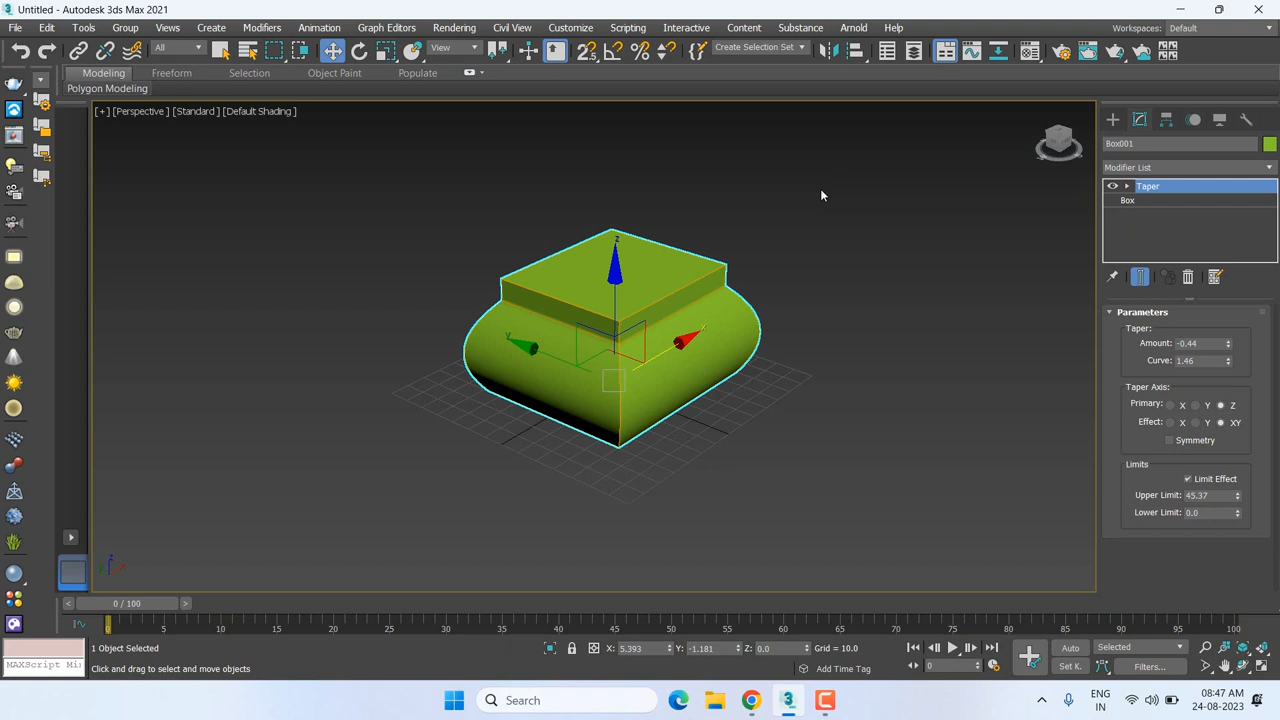 Untitled - Autodesk 3ds Max 2021
File Edit Tools Group Views Create Modifiers Animation Graph Editors Rendering Civil View Customize Scripting Interactive Content Substance Arnold Help Workspaces: Default
All View Create Selection Set
Modeling Freeform Selection Object Paint Populate
Polygon Modeling
[+] [Perspective ] [Standard ] [Default Shading ]
Box001
Modifier List
Taper
Box
Parameters
Taper:
Amount: -0.44
Curve: 1.46
Taper Axis:
Primary: X Y Z
Effect: X Y XY
Symmetry
Limits
Limit Effect
Upper Limit: 45.37
Lower Limit: 0.0
z
x
y
< 0 / 100 >
0 5 10 15 20 25 30 35 40 45 50 55 60 65 70 75 80 85 90 95 100
1 Object Selected X: 5.393 Y: -1.181 Z: 0.0 Grid = 10.0 Auto Selected
MAXScript Mi Click and drag to select and move objects Add Time Tag 0 Set K. Filters...
Search
ENG
IN
08:47 AM
24-08-2023